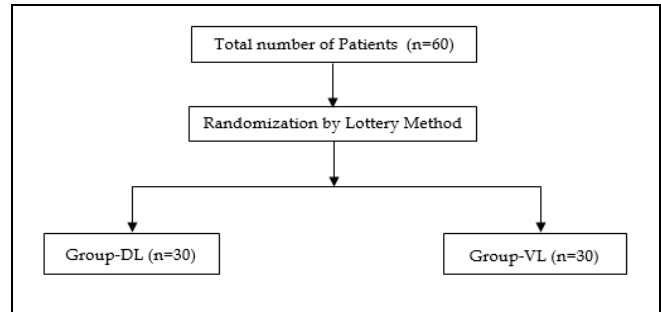 Total number of Patients (n=60)
Randomization by Lottery Method
Group-DL (n=30)
Group-VL (n=30)